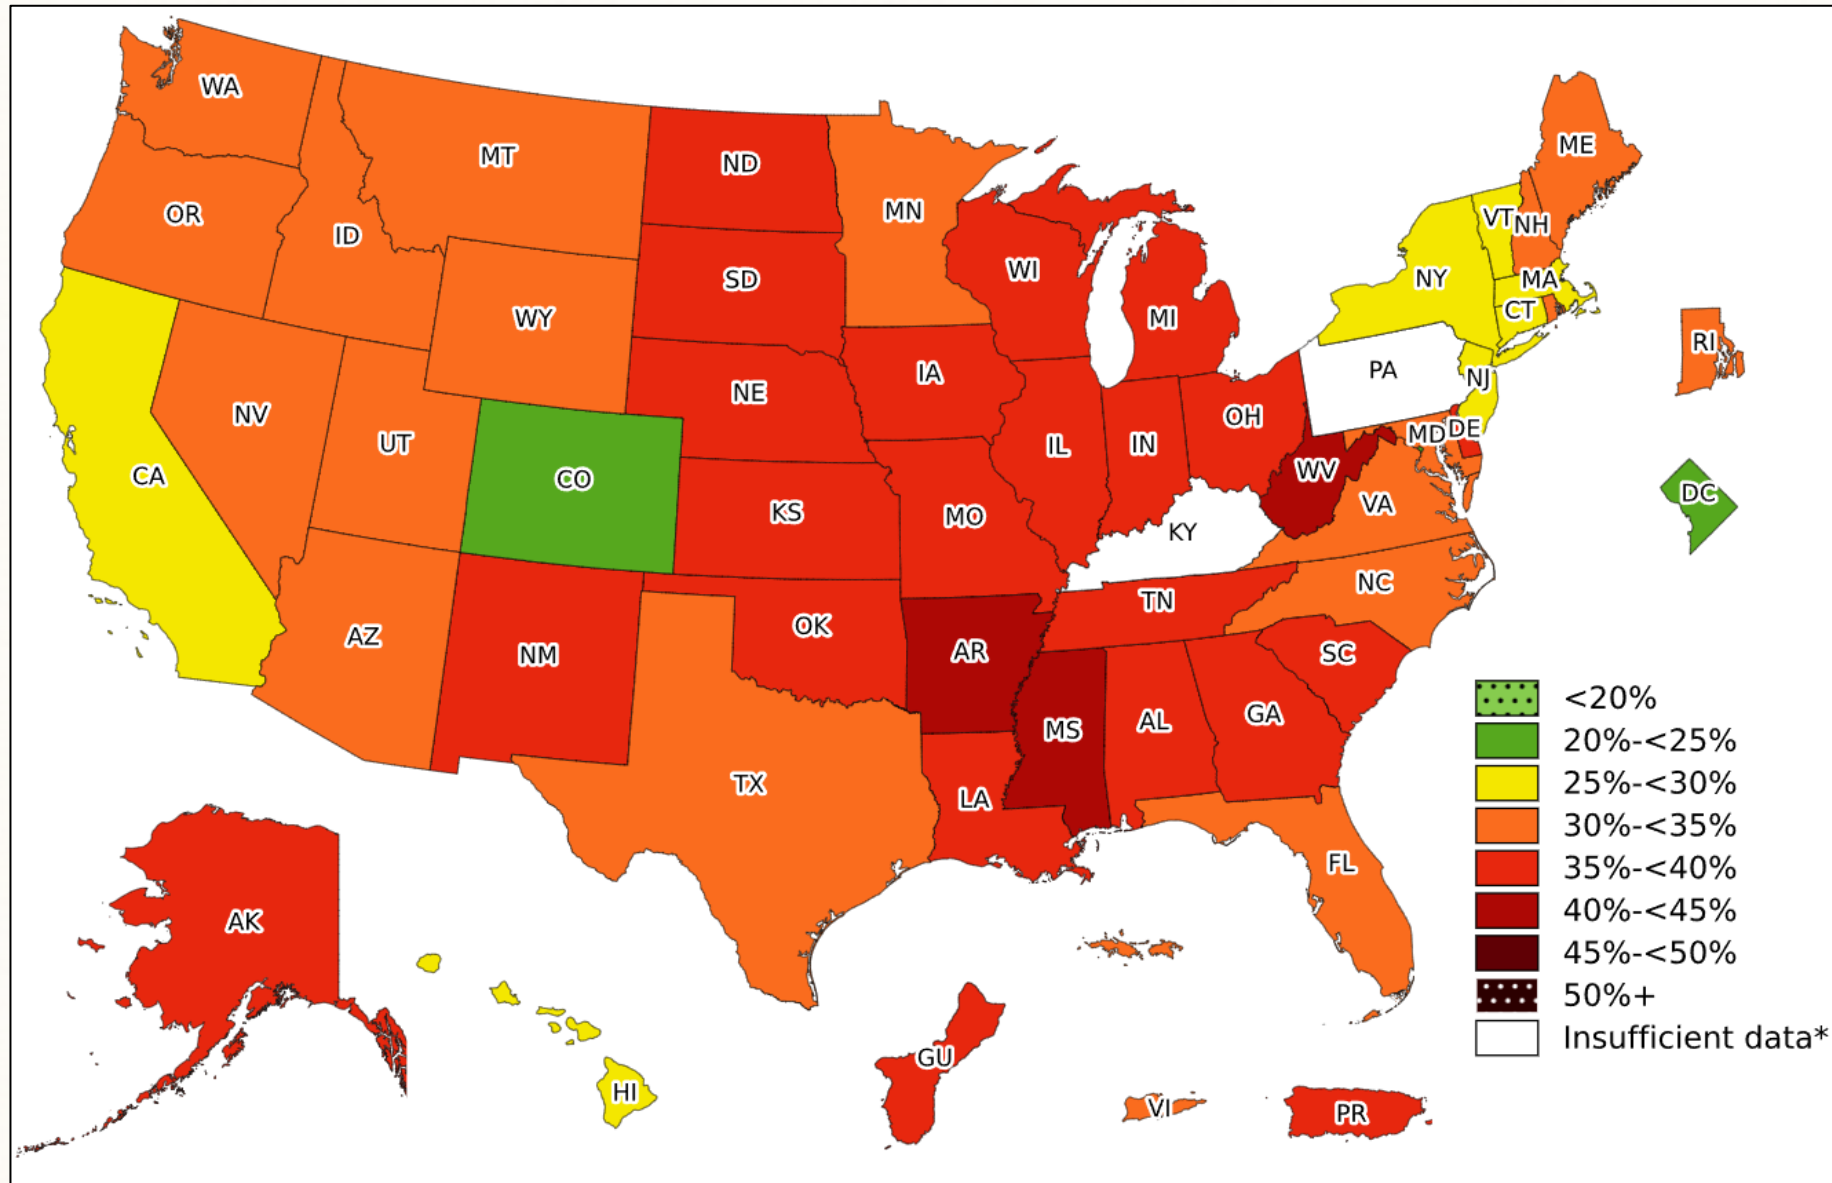 WA
MT
ND
ME
OR
ID
MN
VT
NH
SD
WI
NY
MA
CT
WY
MI
RI
IA
PA
NE
NJ
NV
UT
OH
MD
DE
IL
IN
CA
CO
WV
DC
KS
MO
VA
KY
NC
TN
OK
AZ
NM
AR
SC
MS
AL
GA
TX
LA
FL
AK
GU
HI
VI
PR
<20%
20%-<25%
25%-<30%
30%-<35%
35%-<40%
40%-<45%
45%-<50%
50%+
Insufficient data*